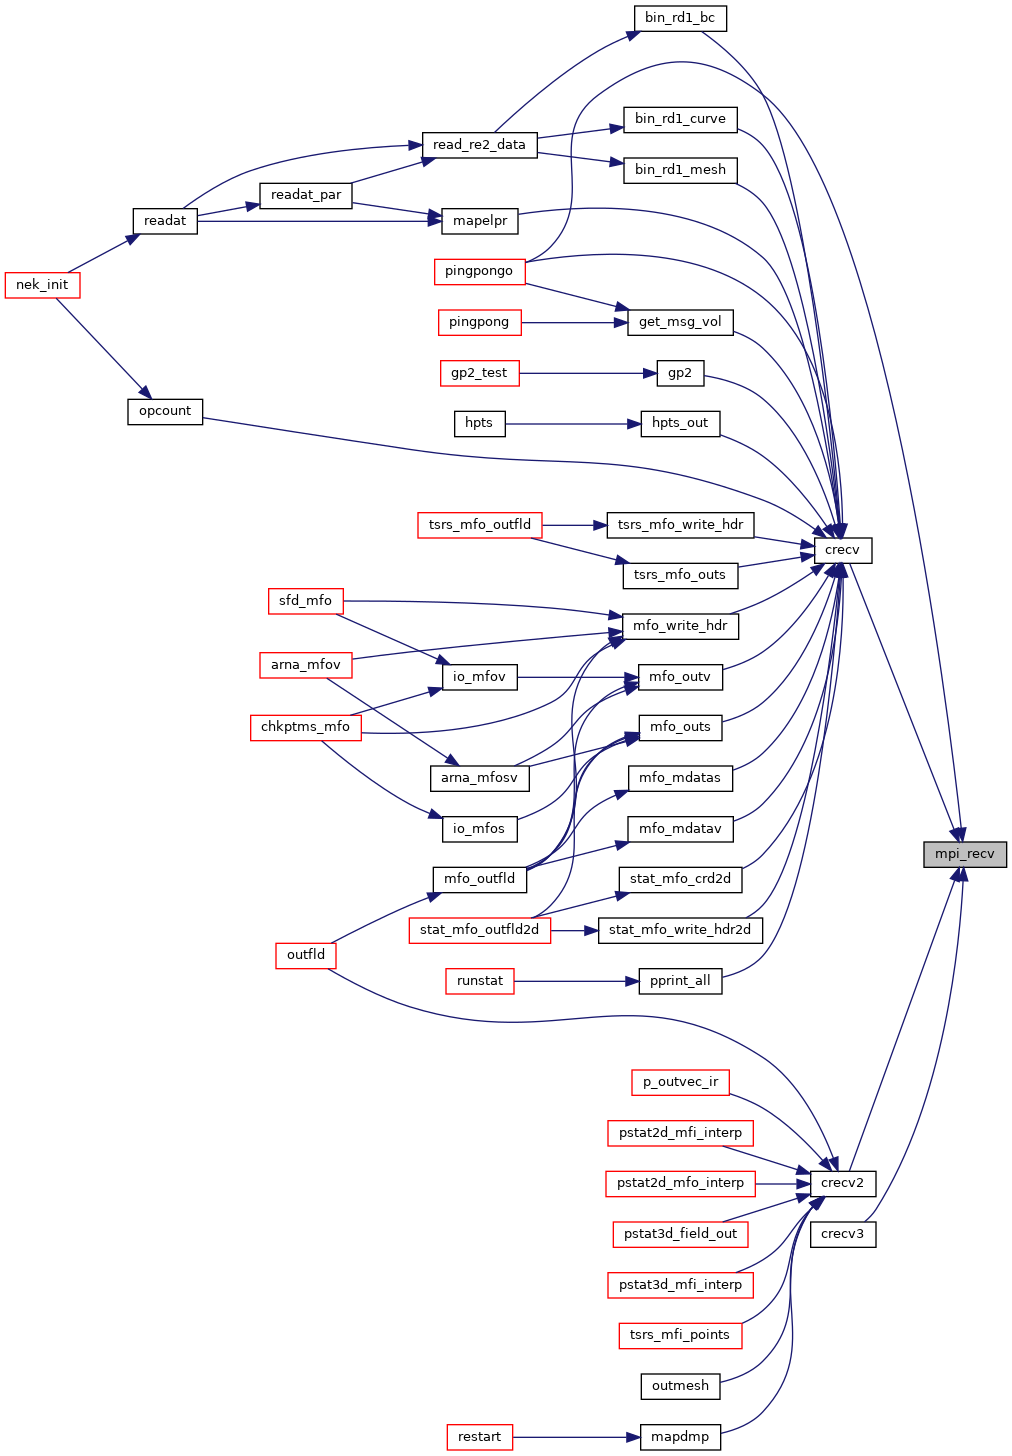 bin_rd1_bc
bin_rd1_curve
read_re2_data
bin_rd1_mesh
readat_par
readat
mapelpr
pingpongo
nek_init
pingpong
get_msg_vol
gp2_test
gp2
opcount
hpts
hpts_out
tsrs_mfo_outfld
tsrs_mfo_write_hdr
crecv
tsrs_mfo_outs
sfd_mfo
mfo_write_hdr
arna_mfov
io_mfov
mfo_outv
chkptms_mfo
mfo_outs
arna_mfosv
mfo_mdatas
io_mfos
mfo_mdatav
mpi_recv
mfo_outfld
stat_mfo_crd2d
stat_mfo_outfld2d
stat_mfo_write_hdr2d
outfld
runstat
pprint_all
p_outvec_ir
pstat2d_mfi_interp
pstat2d_mfo_interp
crecv2
pstat3d_field_out
crecv3
pstat3d_mfi_interp
tsrs_mfi_points
outmesh
restart
mapdmp